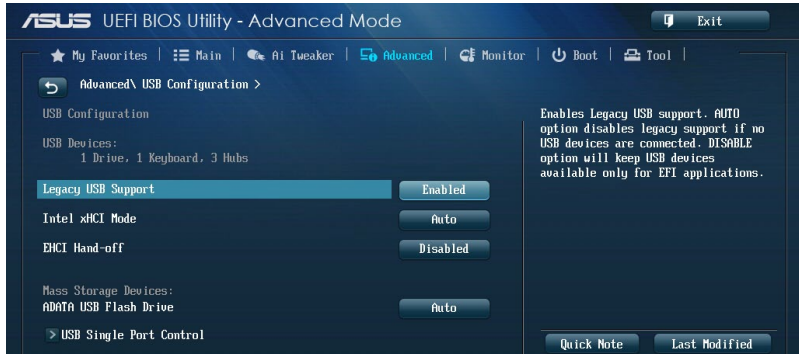 ASUS UEFI BIOS Utility - Advanced Mode
Exit
My Favorites | Main | Ai Tweaker | Advanced | Monitor | Boot | Tool |
Advanced\ USB Configuration >
USB Configuration
USB Devices:
1 Drive, 1 Keyboard, 3 Hubs
Legacy USB Support Enabled
Intel xHCI Mode Auto
EHCI Hand-off Disabled
Mass Storage Devices:
ADATA USB Flash Drive Auto
> USB Single Port Control
Enables Legacy USB support. AUTO
option disables legacy support if no
USB devices are connected. DISABLE
option will keep USB devices
available only for EFI applications.
Quick Note Last Modified